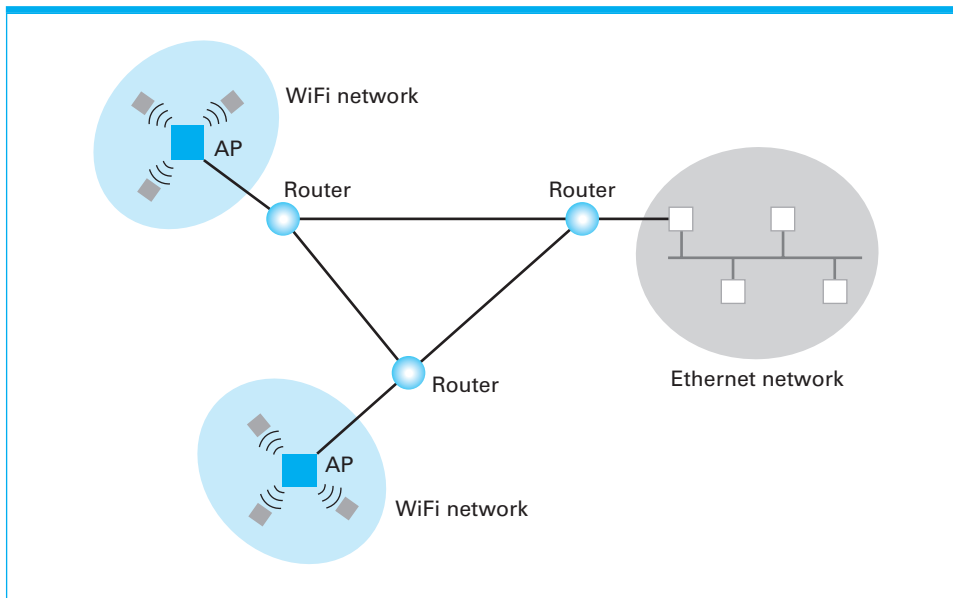 WiFi network
AP
Router
Router
Router
Ethernet network
AP
WiFi network